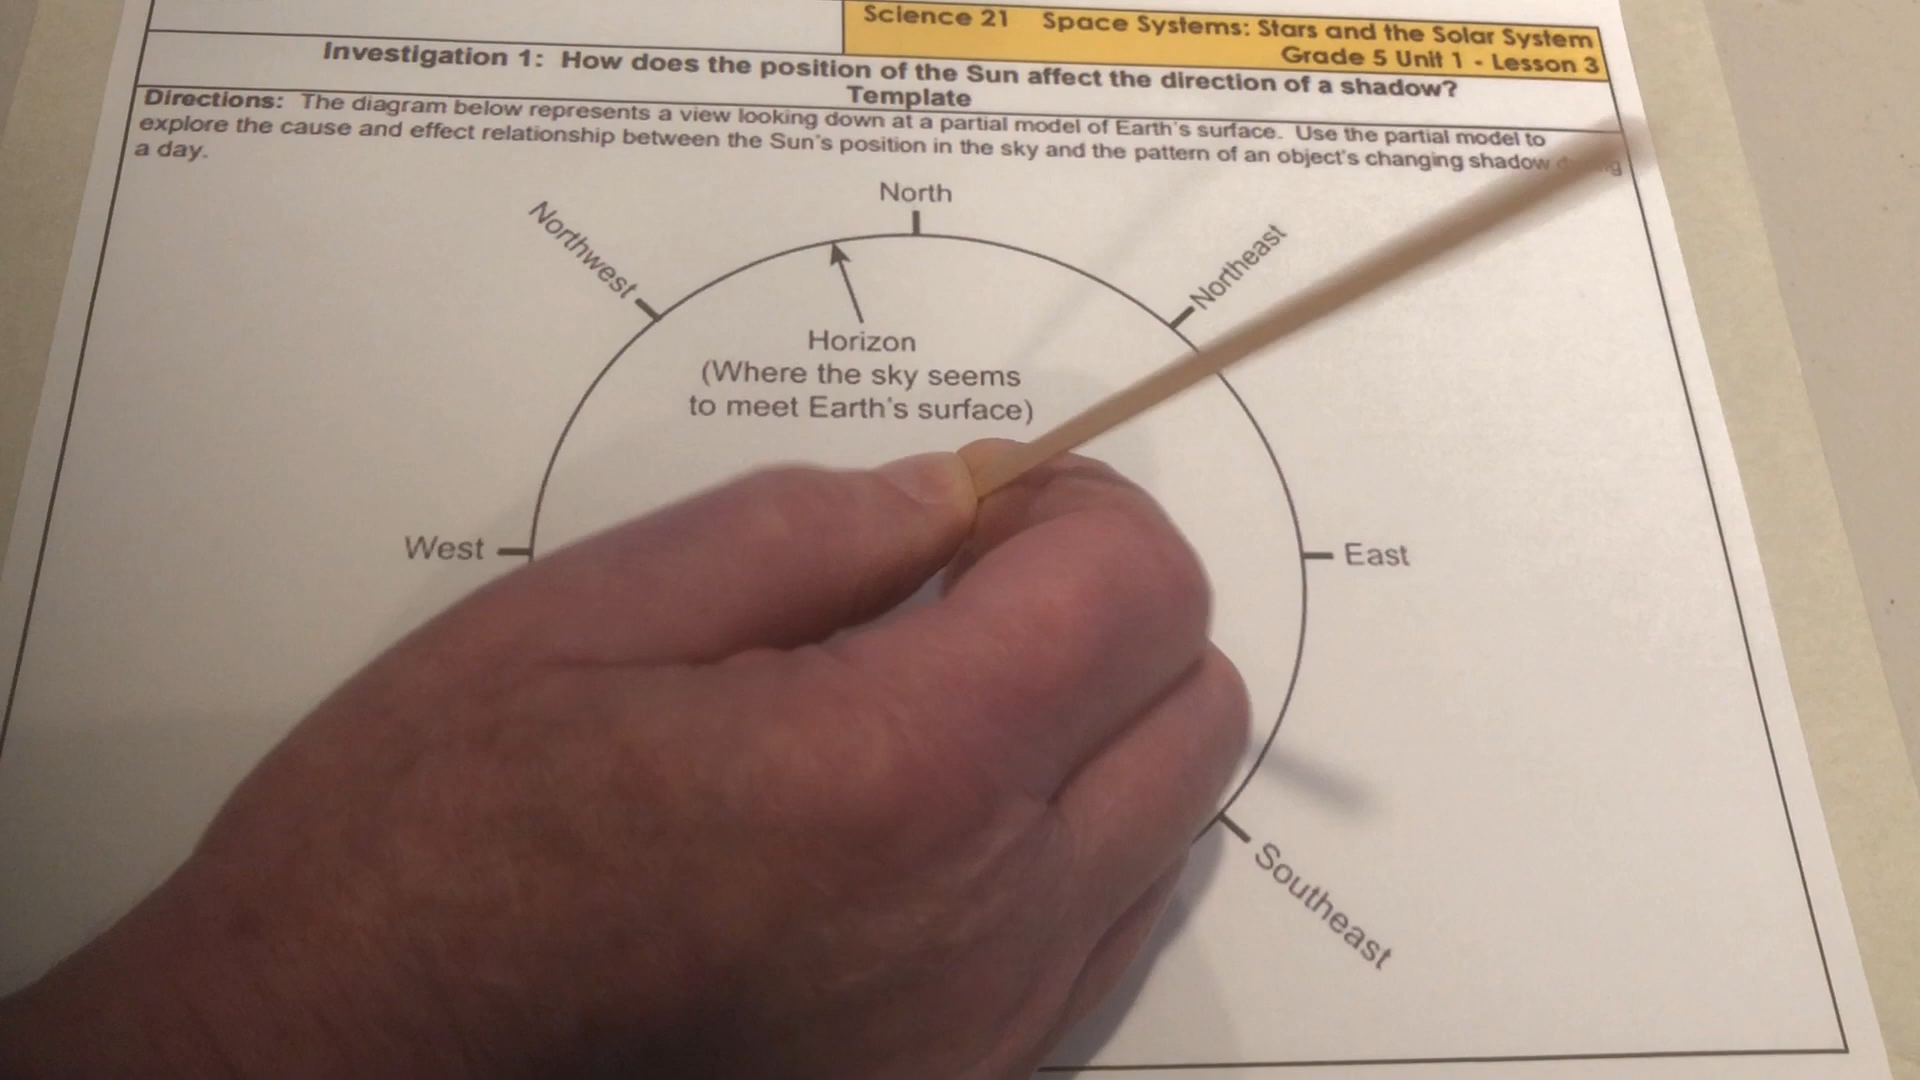 Science 21 Space Systems: Stars and the Solar System
Grade 5 Unit 1 - Lesson 3
Investigation 1: How does the position of the Sun affect the direction of a shadow?
Template
Directions: The diagram below represents a view looking down at a partial model of Earth's surface. Use the partial model to
explore the cause and effect relationship between the Sun's position in the sky and the pattern of an object's changing shadow
a day.
North
Northwest
Northeast
Horizon
(Where the sky seems
to meet Earth's surface)
West
East
Southeast